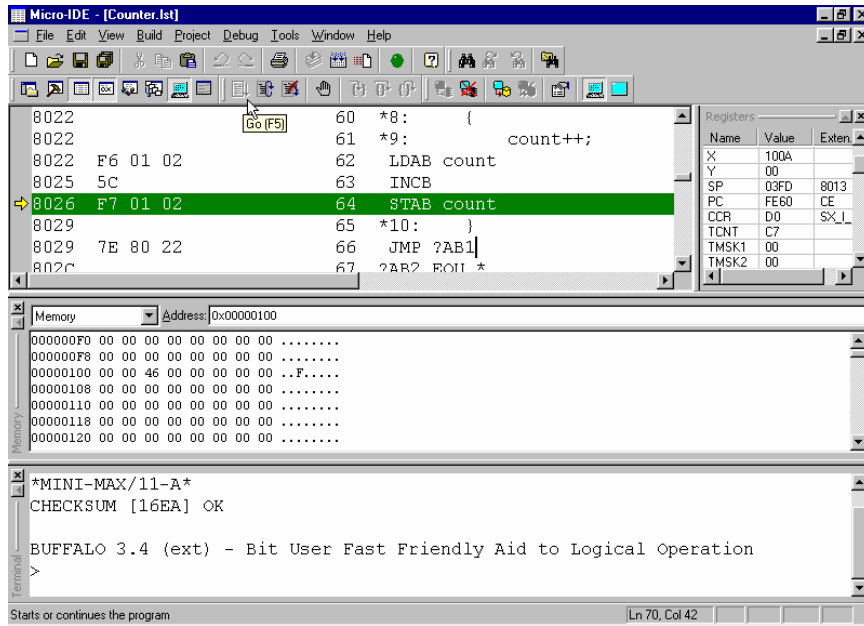 Micro-IDE - [Counter.lst]
File Edit View Build Project Debug Tools Window Help
8022 60 *8: {
Go (F5)
8022 61 *9: count++;
8022 F6 01 02 62 LDAB count
8025 5C 63 INCB
8026 F7 01 02 64 STAB count
8029 65 *10: }
8029 7E 80 22 66 JMP ?AB1
802C 67 ?AB2 EQU *
Registers
Name Value Exten
X 100A
Y 00
SP 03FD 8013
PC FE60 CE
CCR D0 SX_I_
TCNT C7
TMSK1 00
TMSK2 00
Memory Address: 0x00000100
000000F0 00 00 00 00 00 00 00 00 ........
000000F8 00 00 00 00 00 00 00 00 ........
00000100 00 00 46 00 00 00 00 00 ..F.....
00000108 00 00 00 00 00 00 00 00 ........
00000110 00 00 00 00 00 00 00 00 ........
00000118 00 00 00 00 00 00 00 00 ........
00000120 00 00 00 00 00 00 00 00 ........
Memory
*MINI-MAX/11-A*
CHECKSUM [16EA] OK
BUFFALO 3.4 (ext) - Bit User Fast Friendly Aid to Logical Operation
>
Terminal
Starts or continues the program Ln 70, Col 42